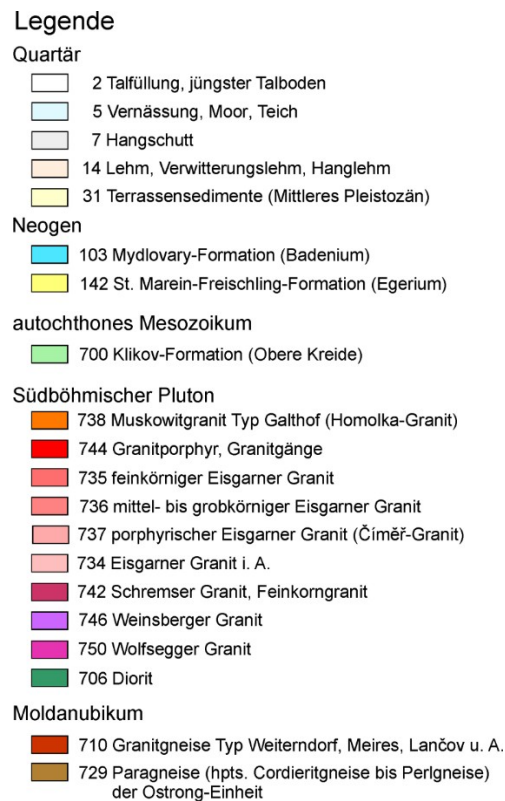 Legende
Quartär
2 Talfüllung, jüngster Talboden
5 Vernässung, Moor, Teich
7 Hangschutt
14 Lehm, Verwitterungslehm, Hanglehm
31 Terrassensedimente (Mittleres Pleistozän)
Neogen
103 Mydlovary-Formation (Badenium)
142 St. Marein-Freischling-Formation (Egerium)
autochthones Mesozoikum
700 Klikov-Formation (Obere Kreide)
Südböhmischer Pluton
738 Muskowitgranit Typ Galthof (Homolka-Granit)
744 Granitporphyr, Granitgänge
735 feinkörniger Eisgarner Granit
736 mittel- bis grobkörniger Eisgarner Granit
737 porphyrischer Eisgarner Granit (Číměř-Granit)
734 Eisgarner Granit i. A.
742 Schremser Granit, Feinkorngranit
746 Weinsberger Granit
750 Wolfsegger Granit
706 Diorit
Moldanubikum
710 Granitgneise Typ Weiterndorf, Meires, Lančov u. A.
729 Paragneise (hpts. Cordieritgneise bis Perlgneise)
der Ostrong-Einheit